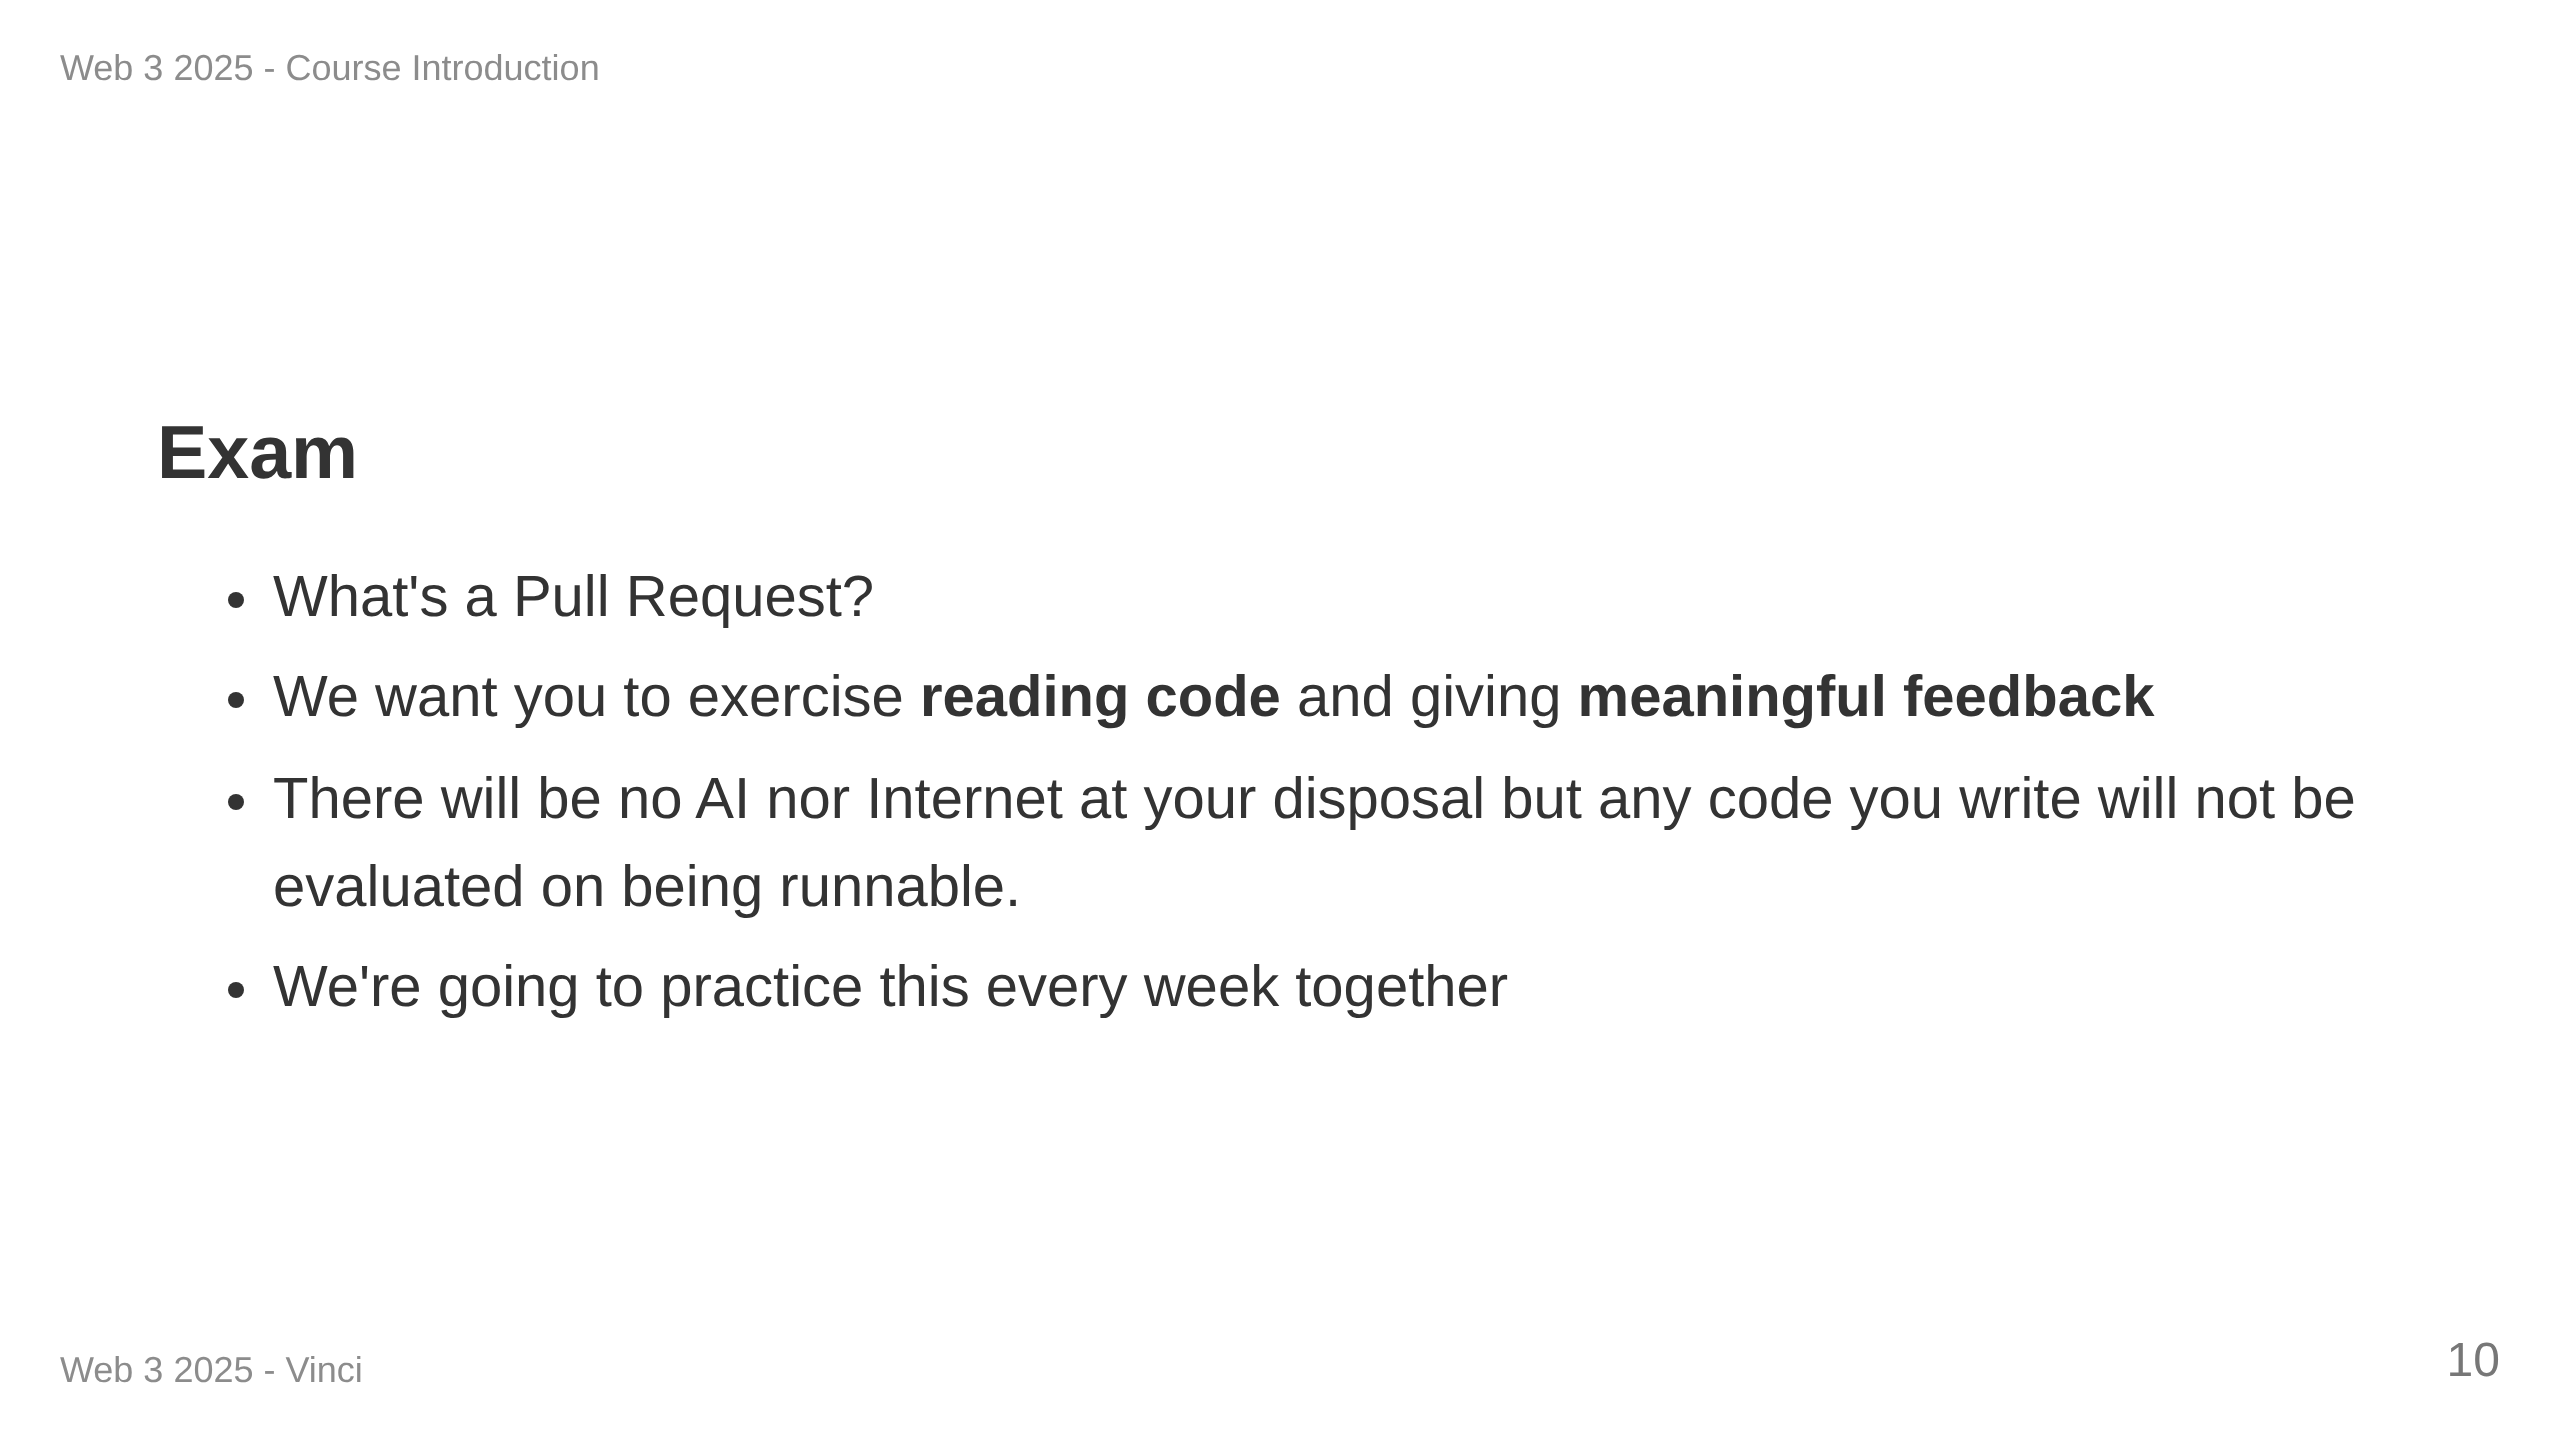 Web 3 2025 - Course Introduction
Exam
• What's a Pull Request?
• We want you to exercise reading code and giving meaningful feedback
• There will be no AI nor Internet at your disposal but any code you write will not be
evaluated on being runnable.
• We're going to practice this every week together
Web 3 2025 - Vinci
10